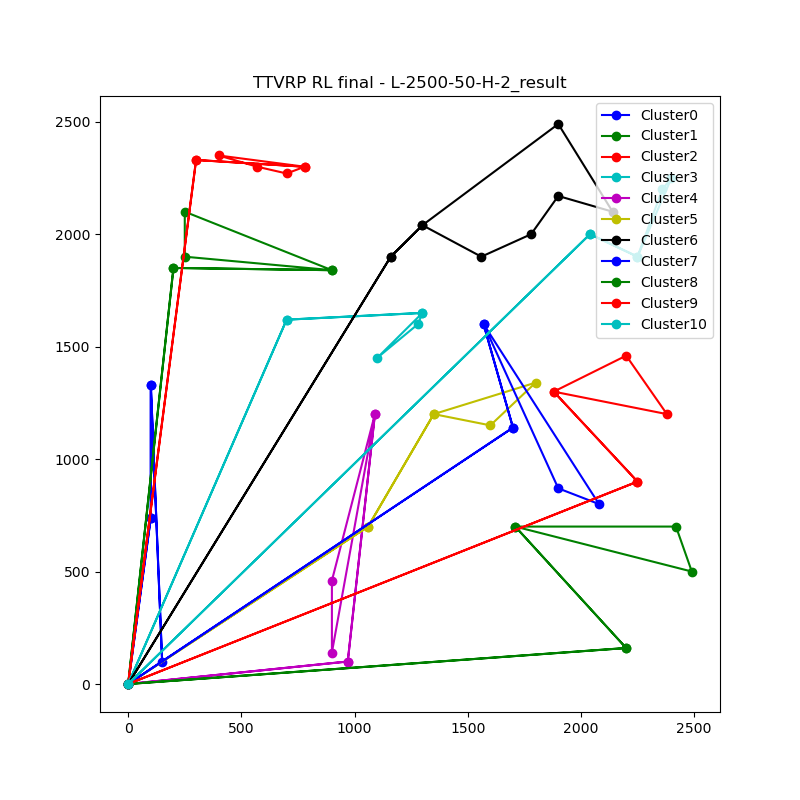 TTVRP RL final - L-2500-50-H-2_result
Cluster0
Cluster1
Cluster2
Cluster3
Cluster4
Cluster5
Cluster6
Cluster7
Cluster8
Cluster9
Cluster10
2500
2000
1500
1000
500
0
0 500 1000 1500 2000 2500